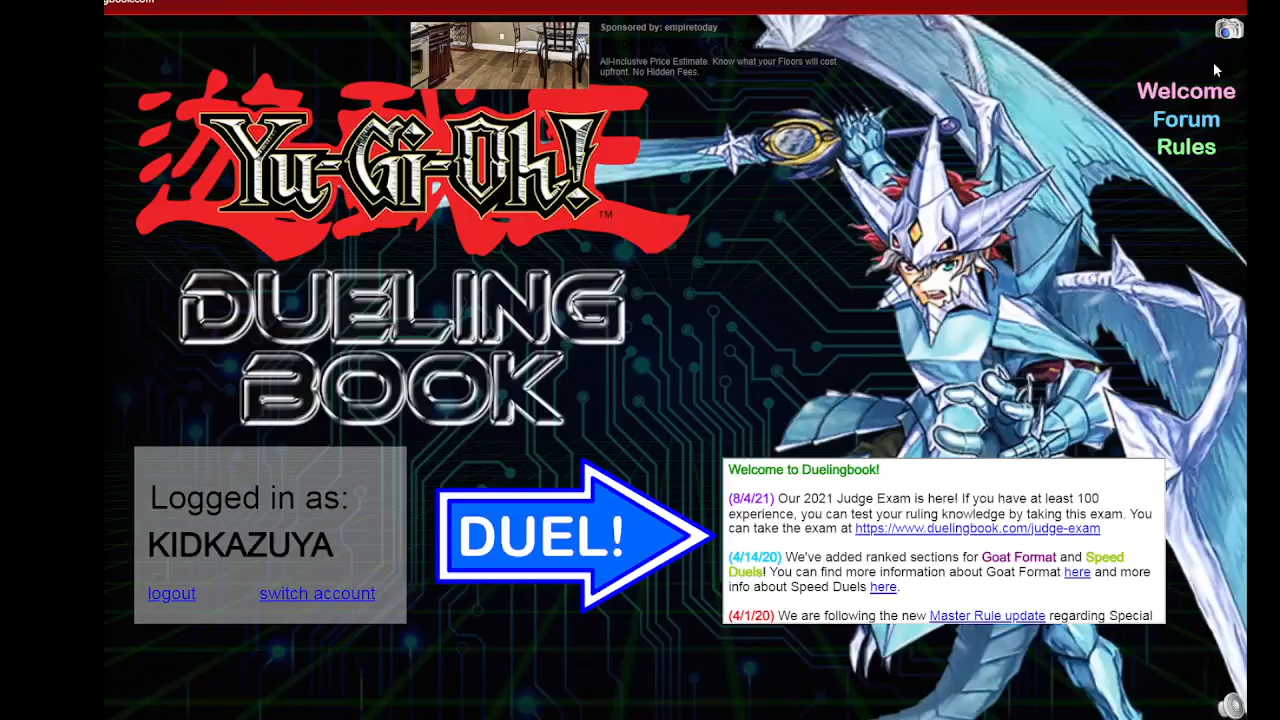 gbook.com
Sponsored by: empiretoday
All-Inclusive Price Estimate. Know what your Floors will cost
upfront. No Hidden Fees.
Welcome
Forum
Rules
遊戯王
Yu-Gi-Oh!
TM
DUELING
BOOK
Logged in as:
KIDKAZUYA
logout switch account
DUEL!
Welcome to Duelingbook!
(8/4/21) Our 2021 Judge Exam is here! If you have at least 100
experience, you can test your ruling knowledge by taking this exam. You
can take the exam at https://www.duelingbook.com/judge-exam
(4/14/20) We've added ranked sections for Goat Format and Speed
Duels! You can find more information about Goat Format here and more
info about Speed Duels here.
(4/1/20) We are following the new Master Rule update regarding Special